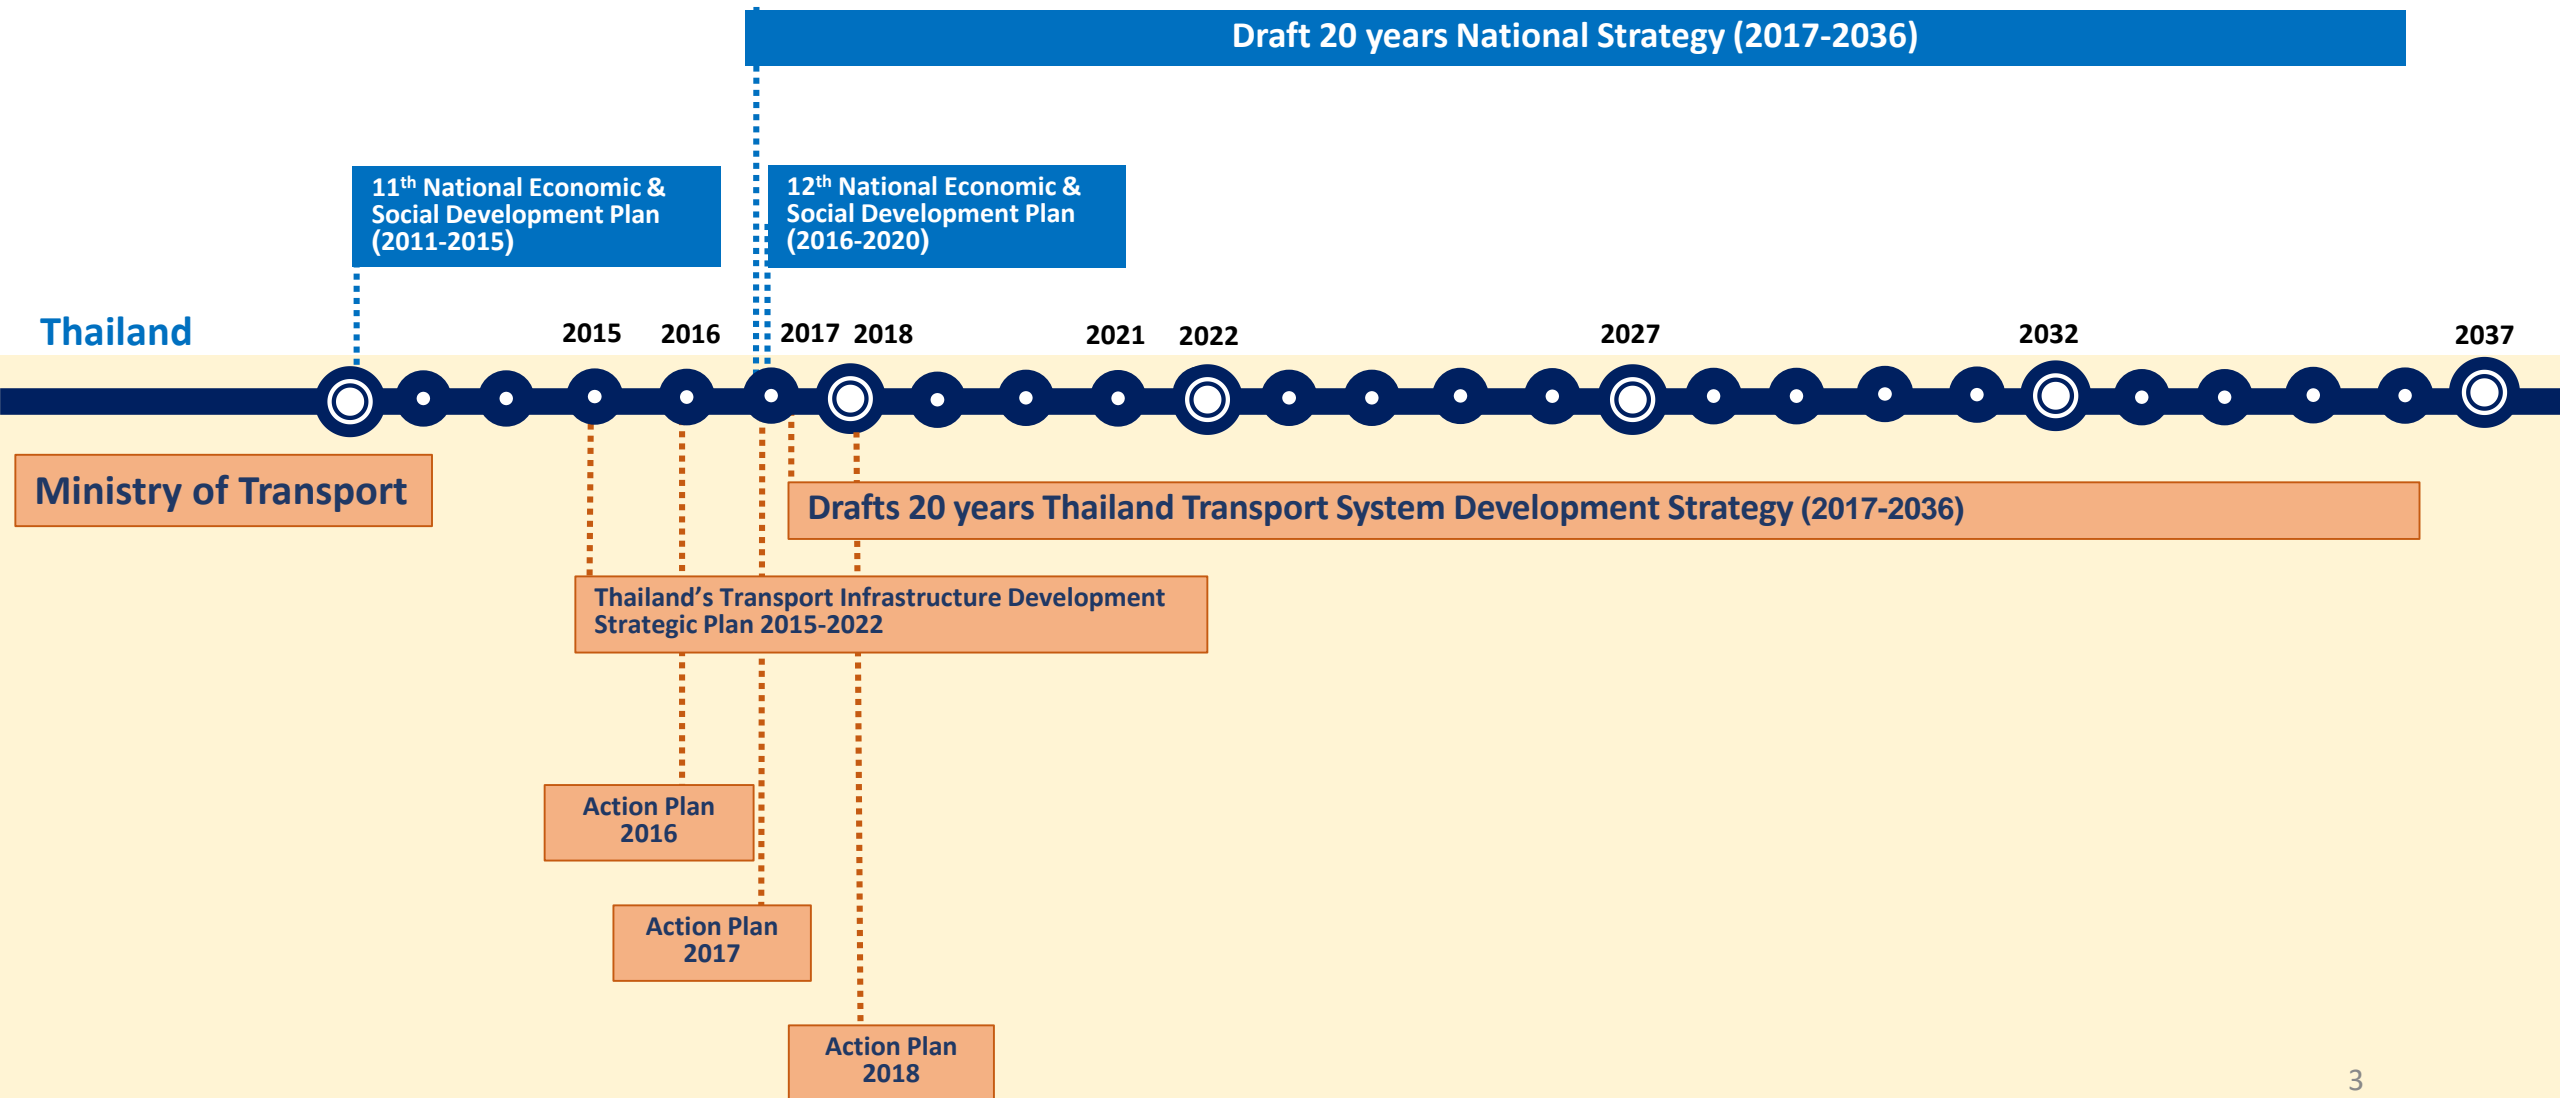 Draft 20 years National Strategy (2017-2036)
11th National Economic &
Social Development Plan
(2011-2015)
12th National Economic &
Social Development Plan
(2016-2020)
Thailand
2015 2016 2017 2018 2021 2022 2027 2032 2037
Ministry of Transport
Drafts 20 years Thailand Transport System Development Strategy (2017-2036)
Thailand’s Transport Infrastructure Development
Strategic Plan 2015-2022
Action Plan
2016
Action Plan
2017
Action Plan
2018
3